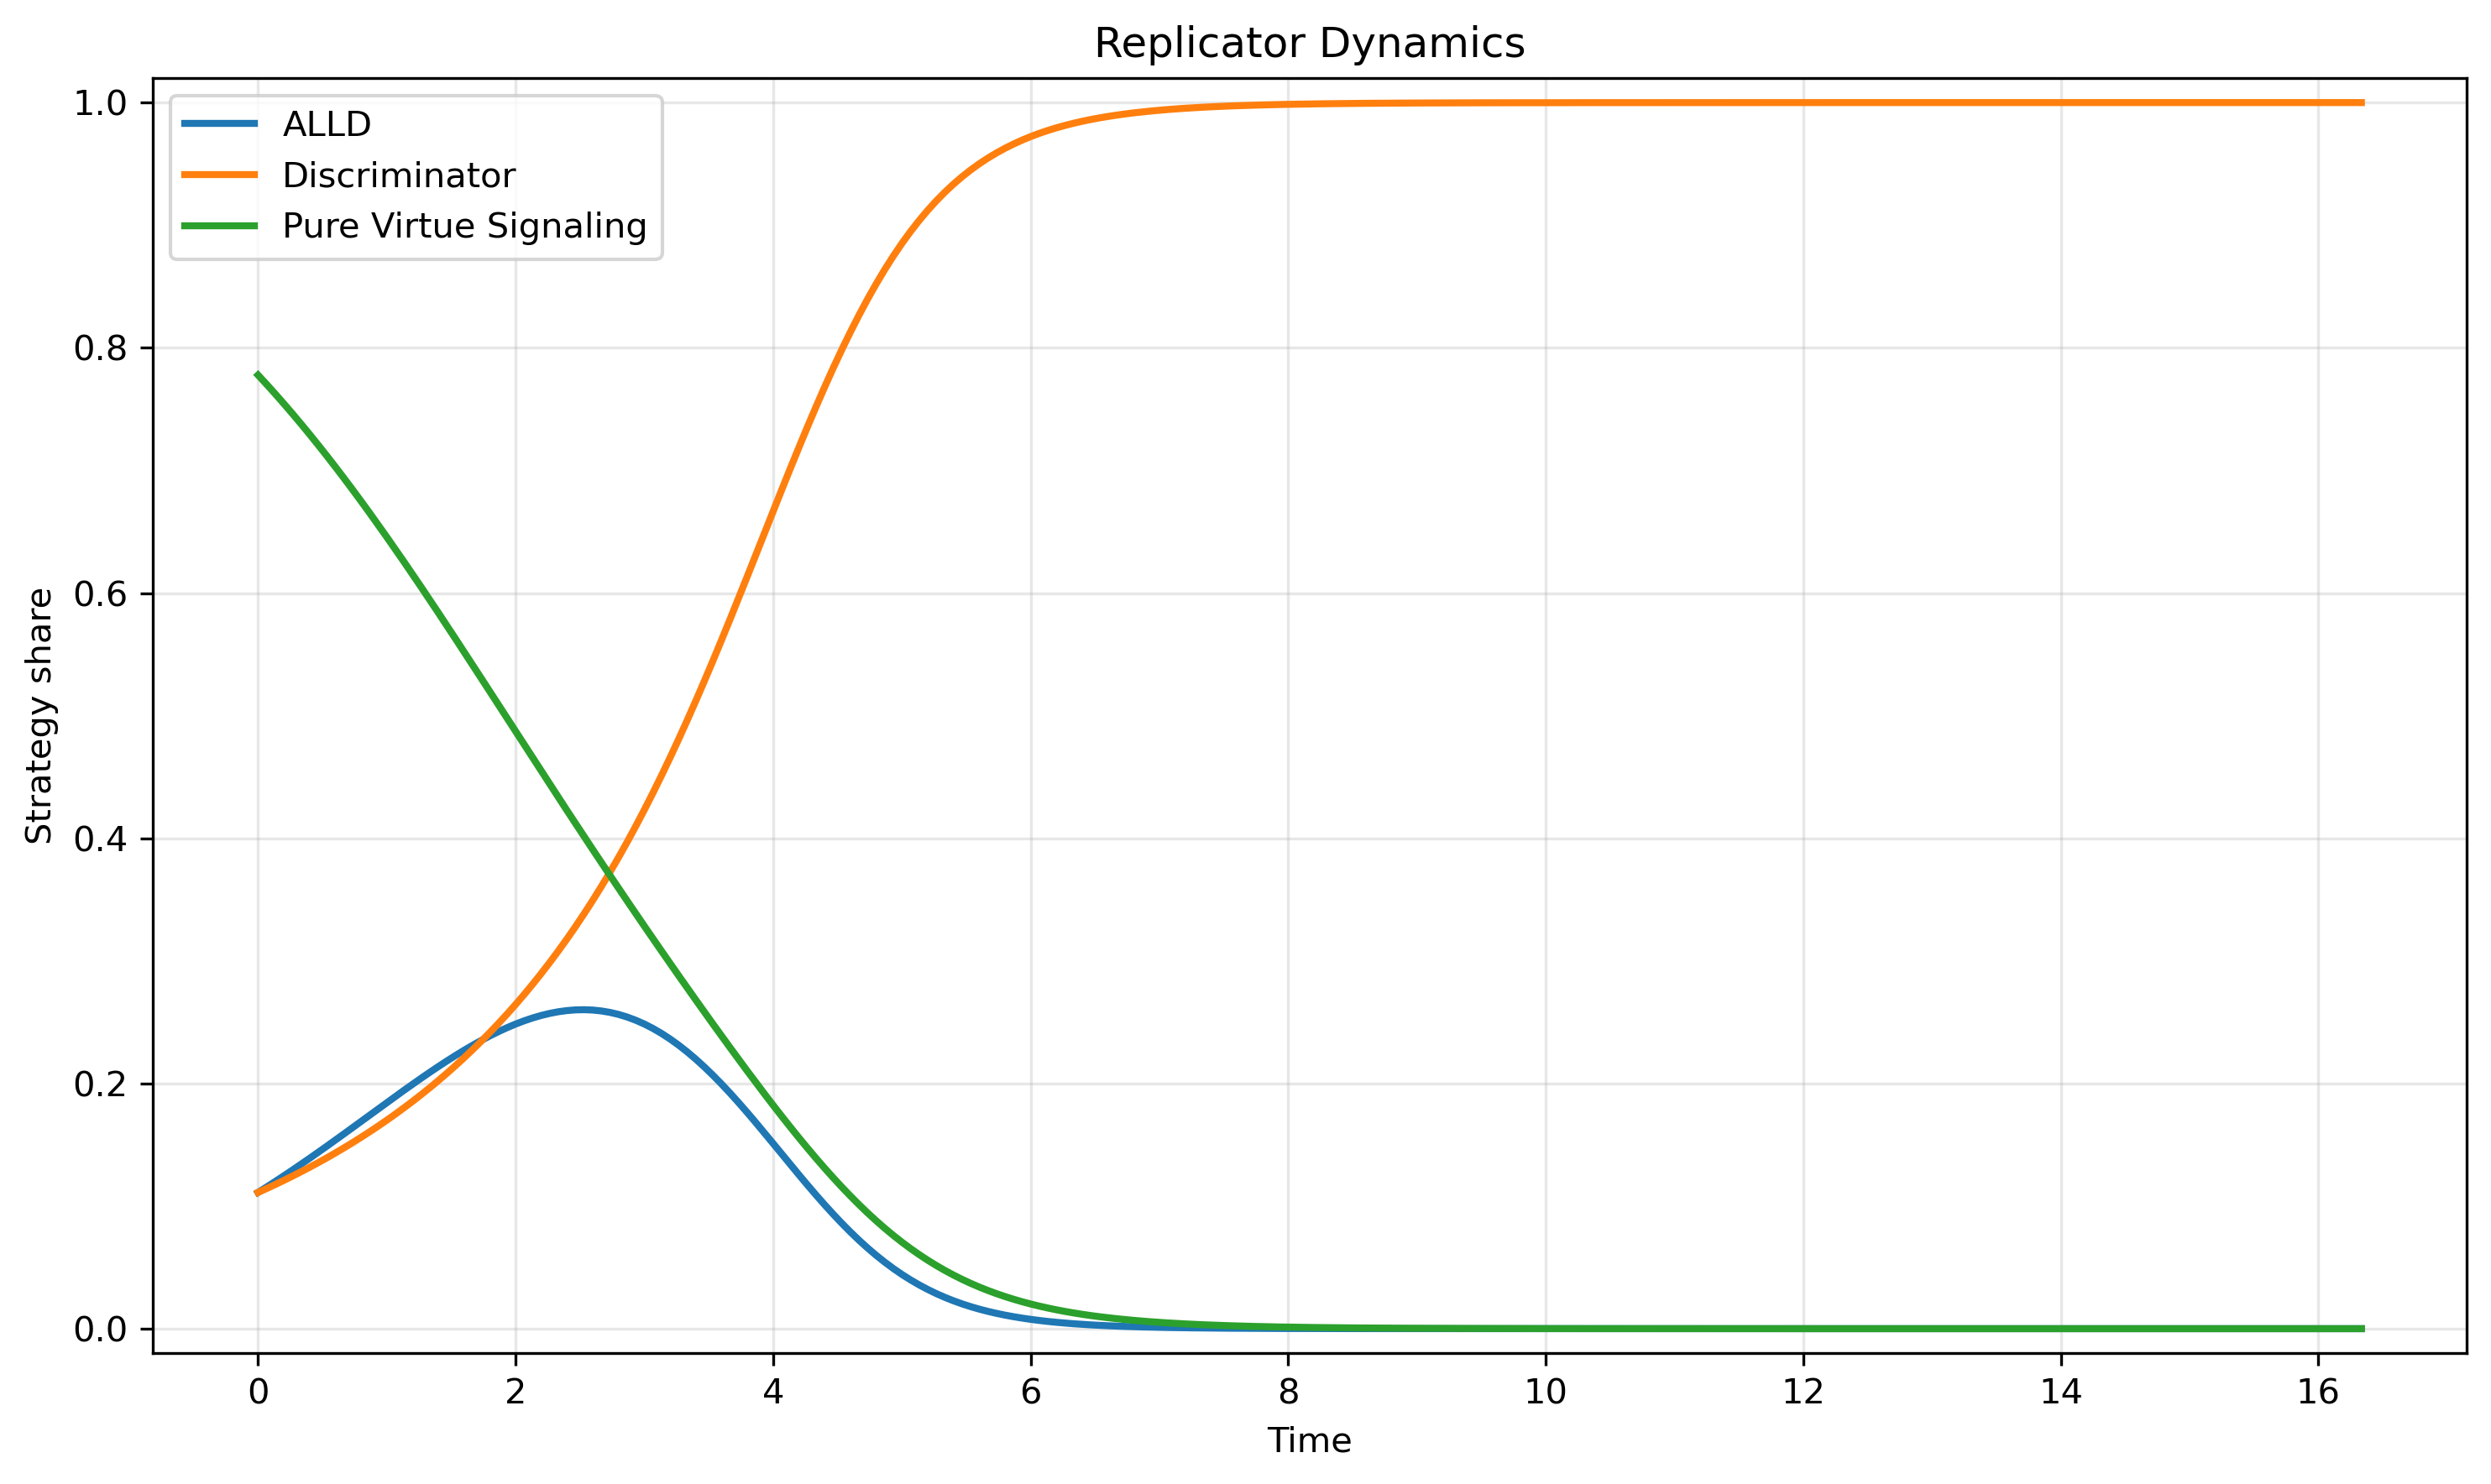 Replicator Dynamics
ALLD
Discriminator
Pure Virtue Signaling
Strategy share
1.0
0.8
0.6
0.4
0.2
0.0
0 2 4 6 8 10 12 14 16
Time